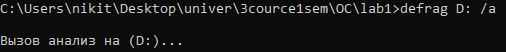 C:\Users\nikit\Desktop\univer\3cource1sem\OC\lab1>defrag D: /a
Вызов анализ на (D:)...